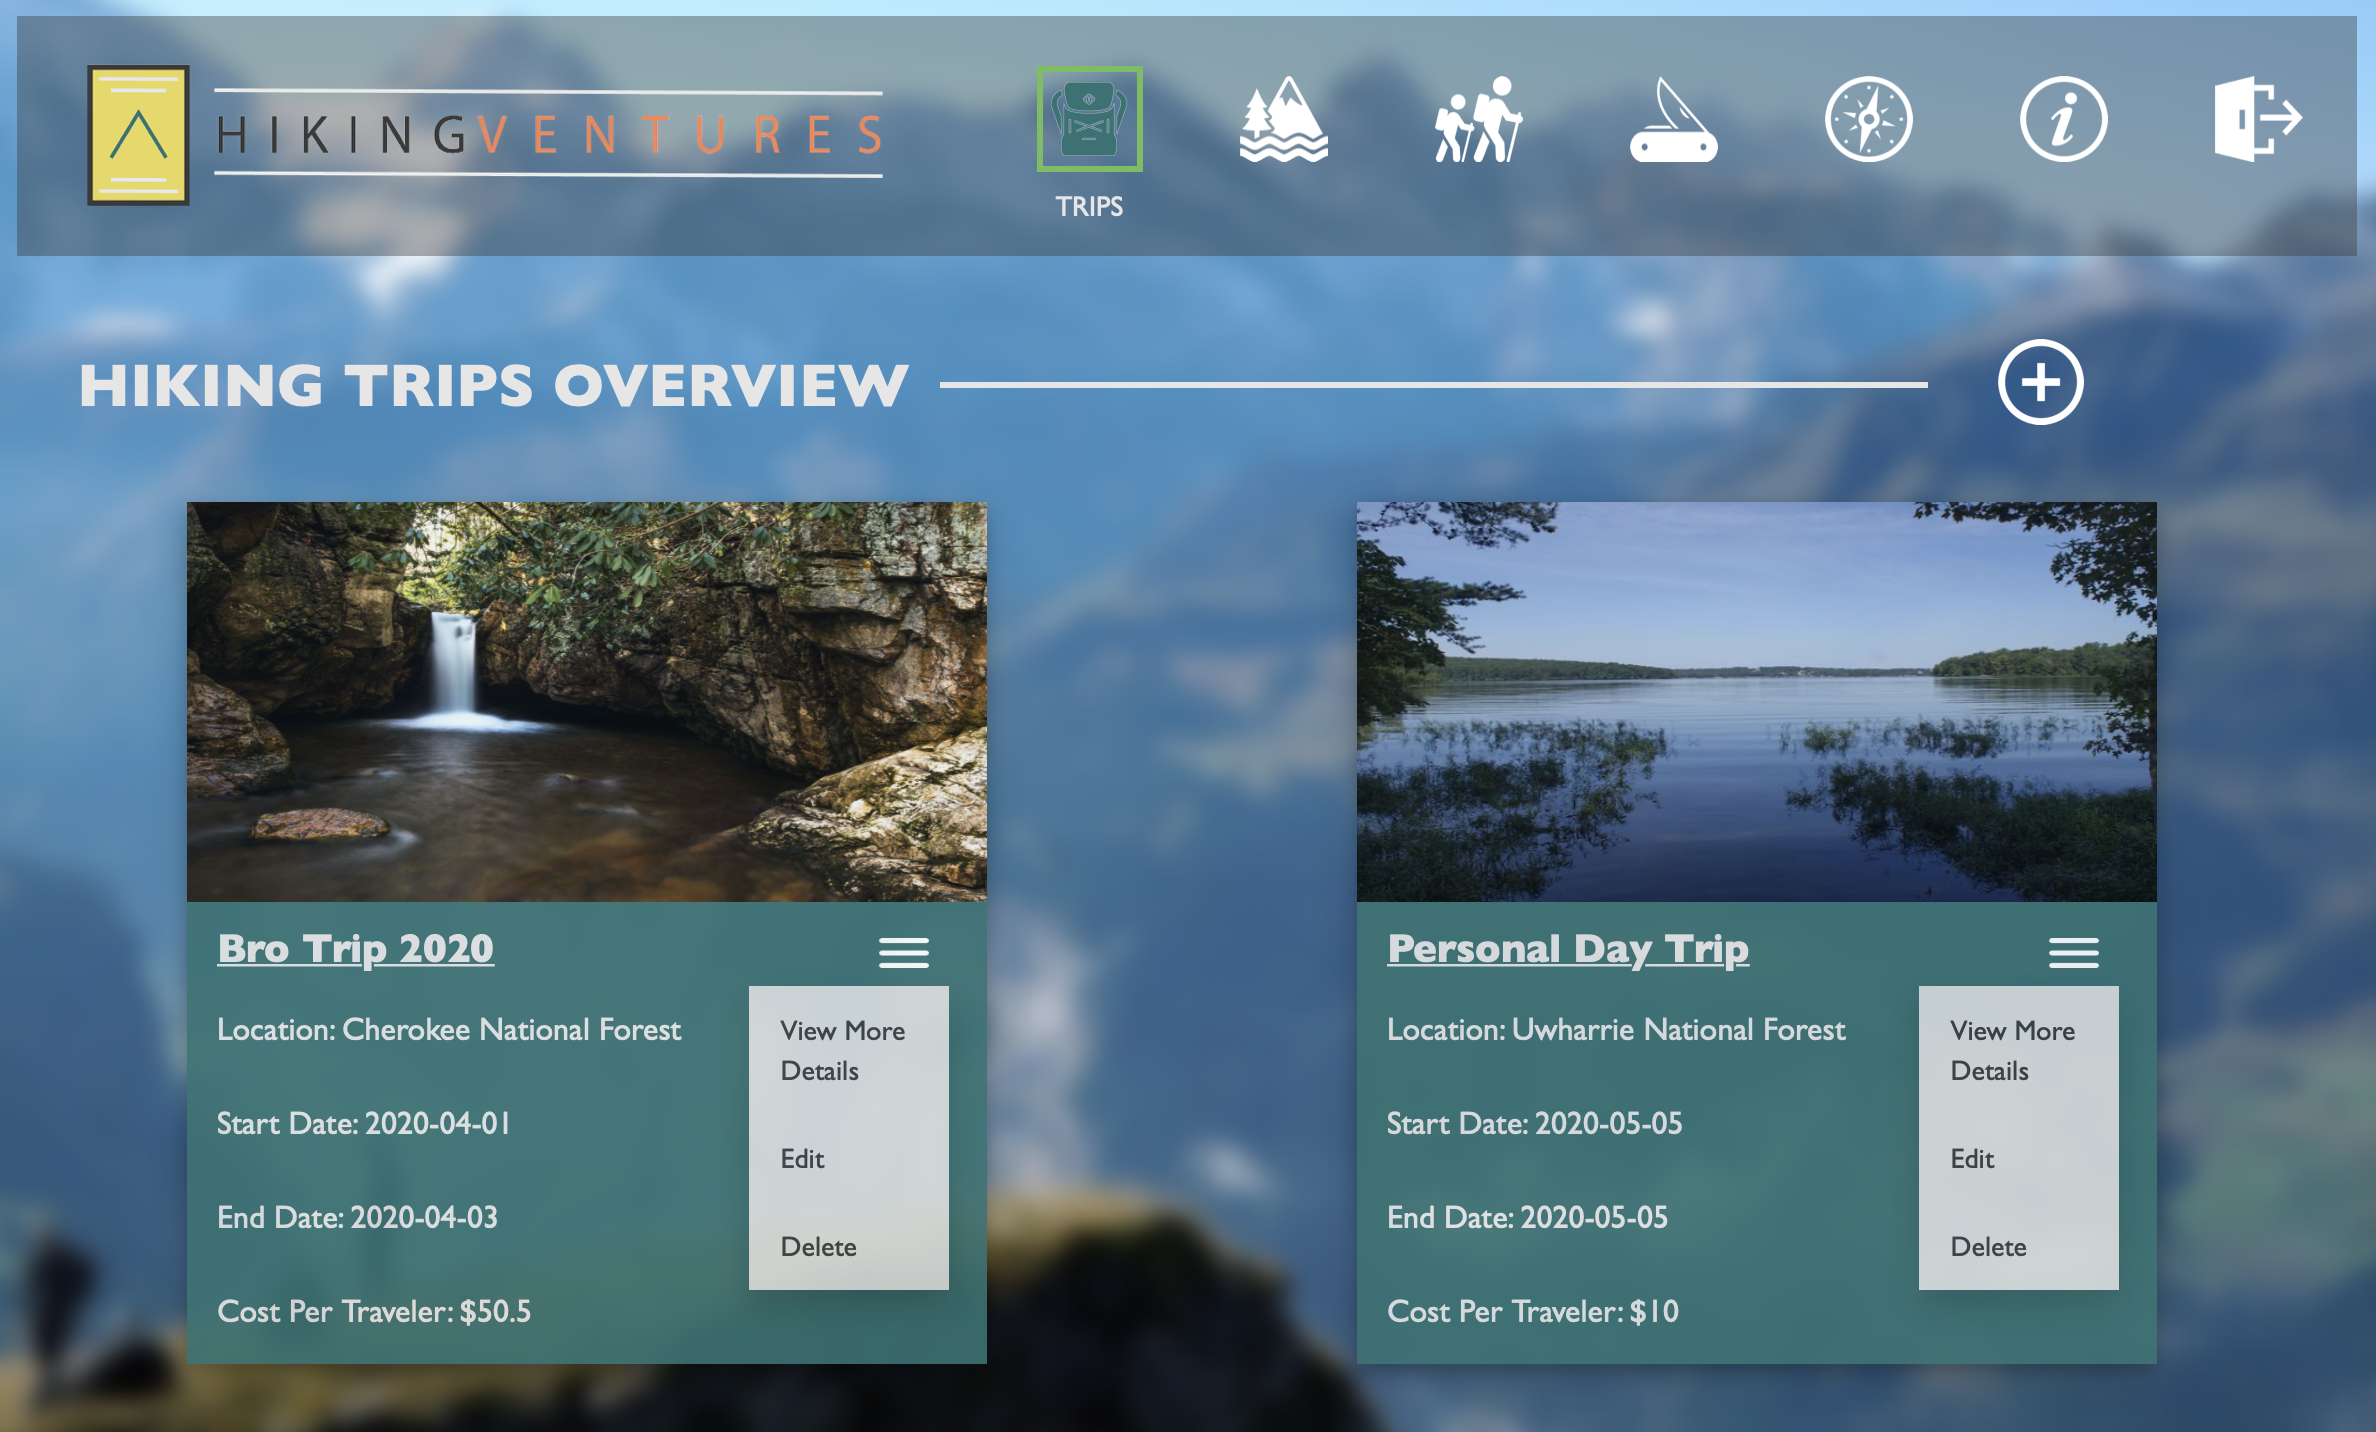 HIKINGVENTURES
TRIPS
HIKING TRIPS OVERVIEW
Bro Trip 2020
Location: Cherokee National Forest
Start Date: 2020-04-01
End Date: 2020-04-03
Cost Per Traveler: $50.5
View More
Details
Edit
Delete
Personal Day Trip
Location: Uwharrie National Forest
Start Date: 2020-05-05
End Date: 2020-05-05
Cost Per Traveler: $10
View More
Details
Edit
Delete